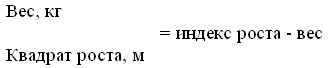 Вес, кг
= индекс роста - вес
Квадрат роста, м